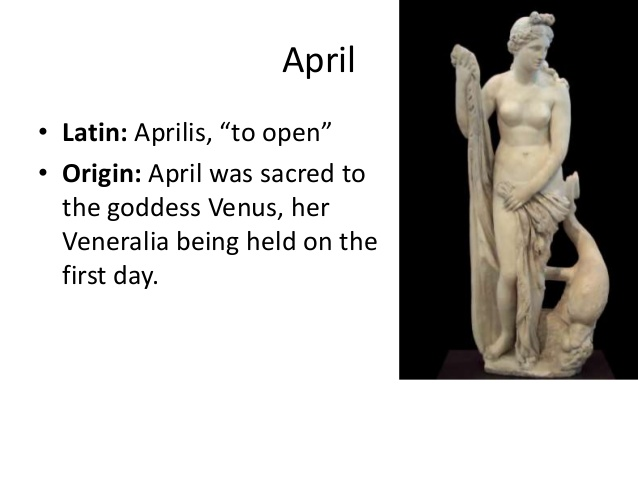 April
• Latin: Aprilis, “to open”
• Origin: April was sacred to
the goddess Venus, her
Veneralia being held on the
first day.